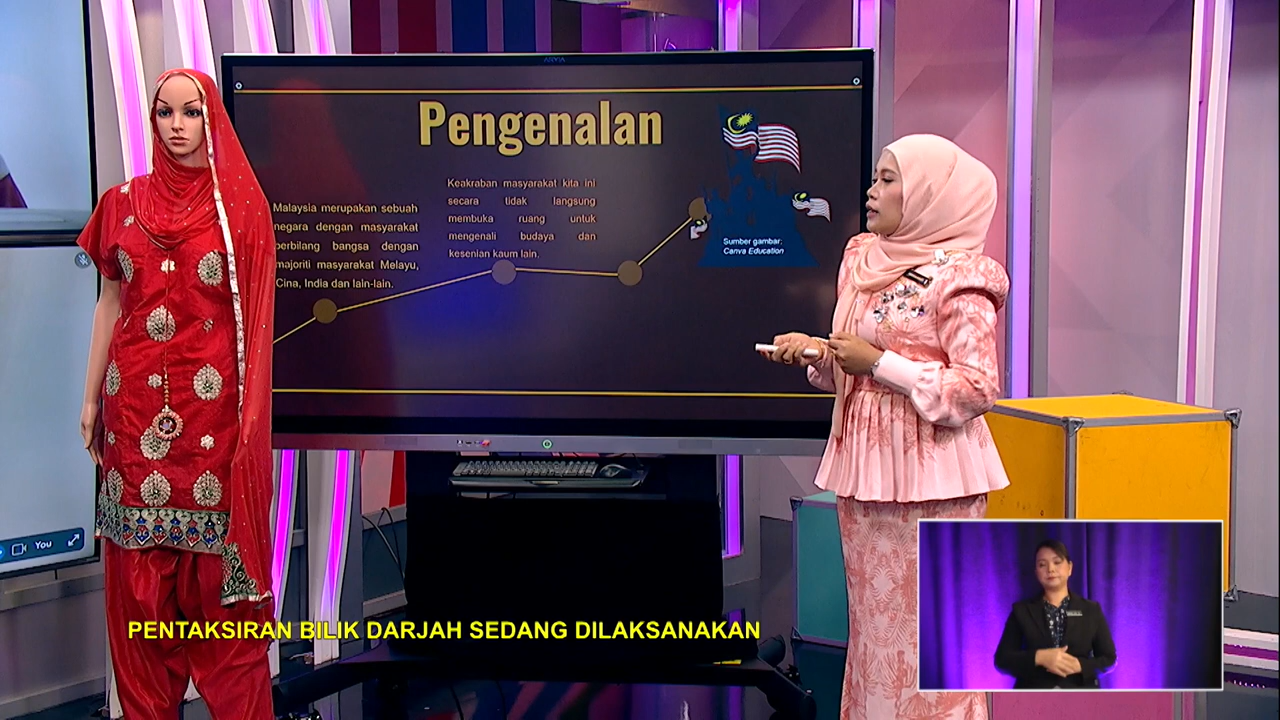 Pengenalan
Malaysia merupakan sebuah
negara dengan masyarakat
berbilang bangsa dengan
majoriti masyarakat Melayu,
Cina, India dan lain-lain.
Keakraban masyarakat kita ini
secara tidak langsung
membuka ruang untuk
mengenali budaya dan
kesenian kaum lain.
Sumber gambar:
Canva Education
You
PENTAKSIRAN BILIK DARJAH SEDANG DILAKSANAKAN